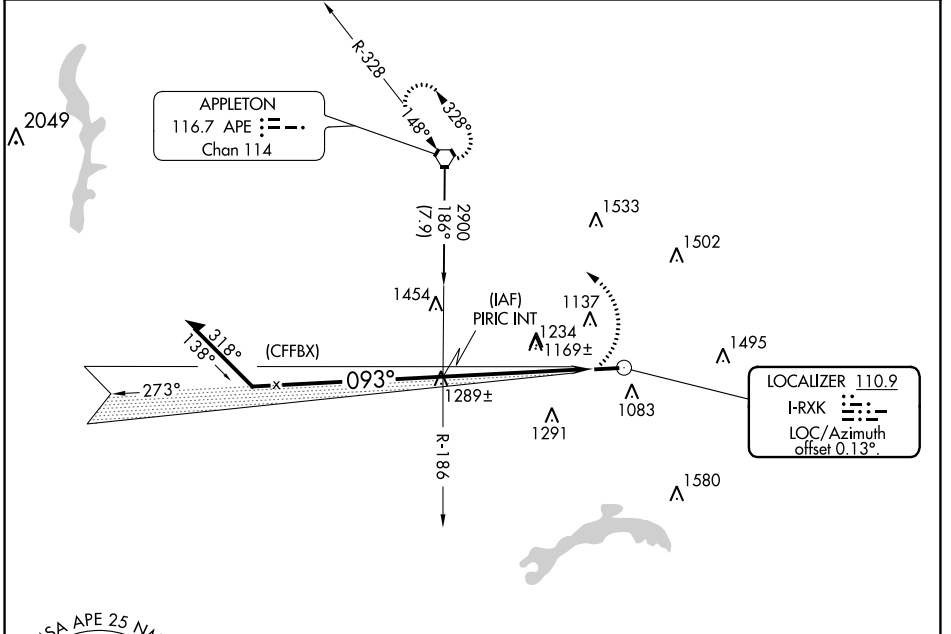 R-328
2049
APPLETON
116.7 APE
Chan 114
148°
328°
2900
186°
(7.9)
1533
1502
1454
(IAF)
PIRIC INT
1137
1234
1169±
1495
318°
138°
(CFFBX)
x
093°
273°
1289±
LOCALIZER 110.9
I-RXK
LOC/Azimuth
offset 0.13°.
1083
1291
R-186
1580
SA APE 25 N